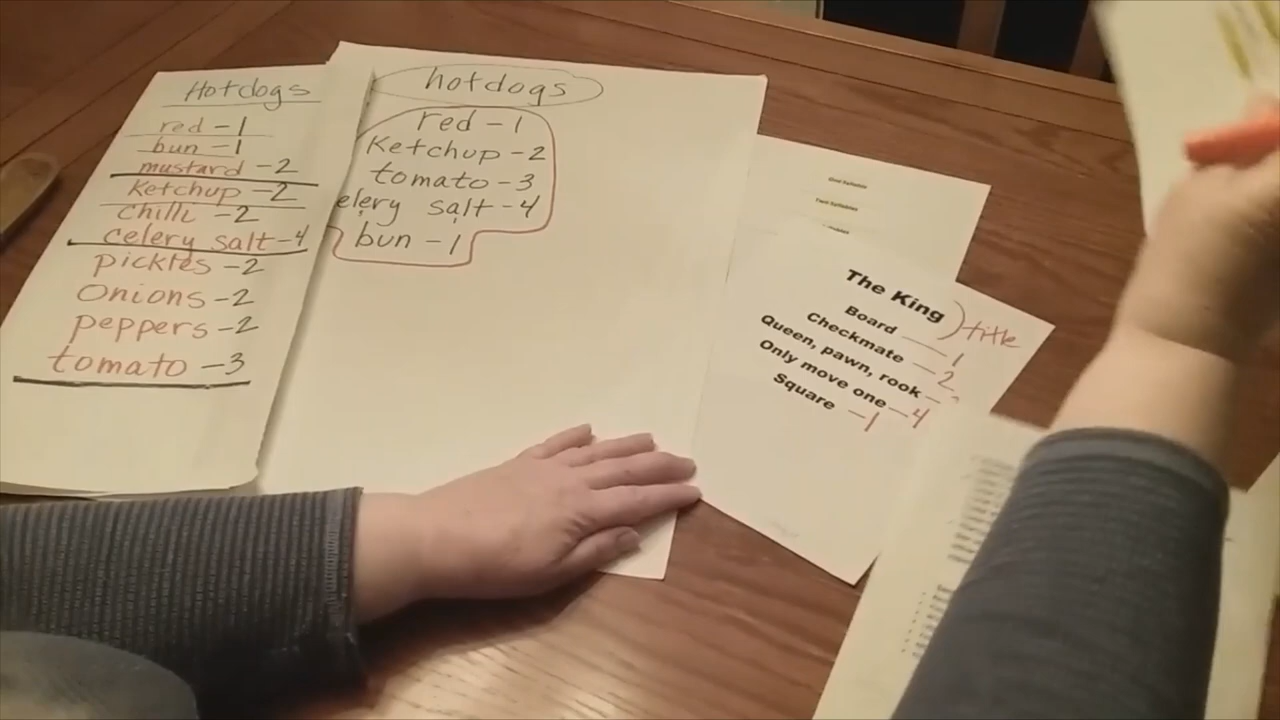 Hotdogs
red - 1
bun - 1
mustard - 2
Ketchup - 2
chilli - 2
celery salt - 4
pickles - 2
Onions - 2
peppers - 2
tomato - 3
hotdogs
red - 1
Ketchup - 2
tomato - 3
elery salt - 4
bun - 1
One Syllable
Two Syllables
The King ) title
Board 1
Checkmate - 2
Queen, pawn, rook -
Only move one - 4
Square - 1